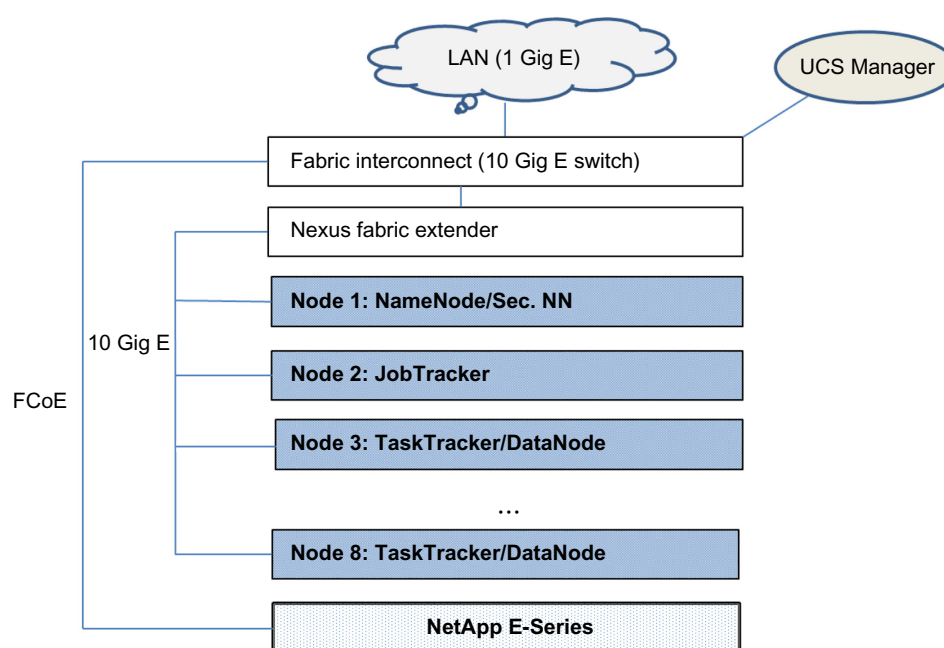 LAN (1 Gig E)
UCS Manager
Fabric interconnect (10 Gig E switch)
Nexus fabric extender
Node 1: NameNode/Sec. NN
10 Gig E
Node 2: JobTracker
FCoE
Node 3: TaskTracker/DataNode
...
Node 8: TaskTracker/DataNode
NetApp E-Series